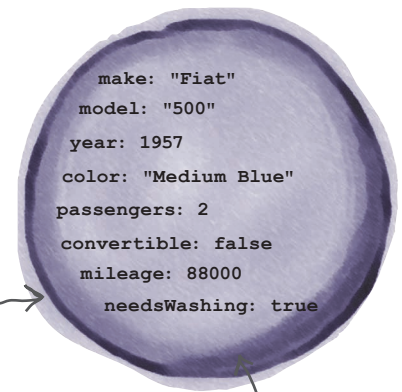 make: "Fiat"
model: "500"
year: 1957
color: "Medium Blue"
passengers: 2
convertible: false
mileage: 88000
needsWashing: true